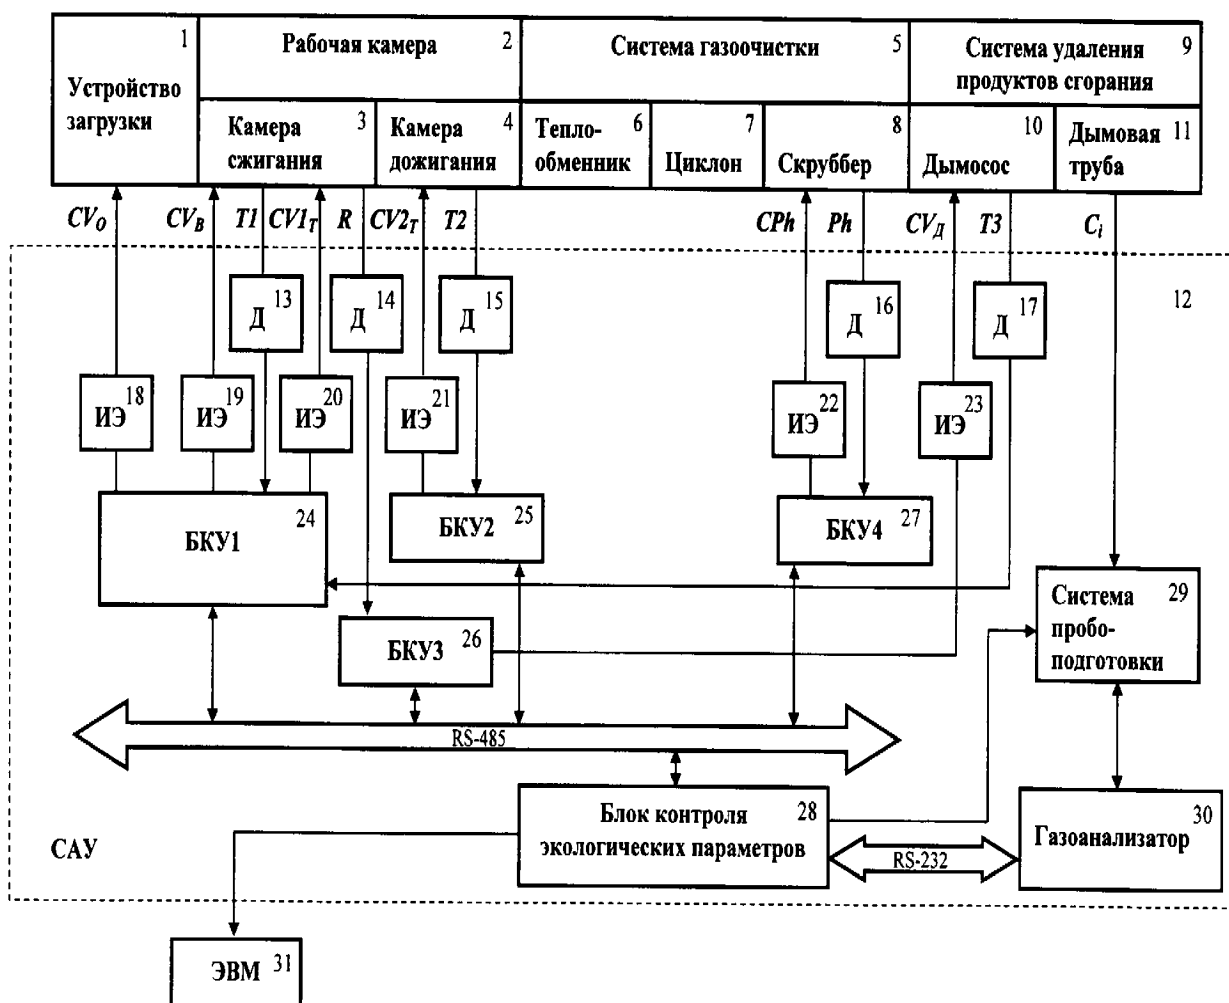 1
Рабочая камера 2
Система газоочистки 5
Система удаления 9
продуктов сгорания
Устройство
загрузки
Камера 3
сжигания
Камера 4
дожигания
Тепло- 6
обменник
7
Циклон
8
Скруббер
10
Дымосос
Дымовая 11
труба
CVО CVВ T1 CV1Т R CV2Т T2 CPh Ph CVД T3 Ci
12
Д 13
Д 14
Д 15
Д 16
Д 17
ИЭ 18
ИЭ 19
ИЭ 20
ИЭ 21
ИЭ 22
ИЭ 23
БКУ1 24
БКУ2 25
БКУ4 27
БКУ3 26
Система 29
пробо-
подготовки
RS-485
Блок контроля 28
экологических параметров
RS-232
Газоанализатор 30
САУ
ЭВМ 31